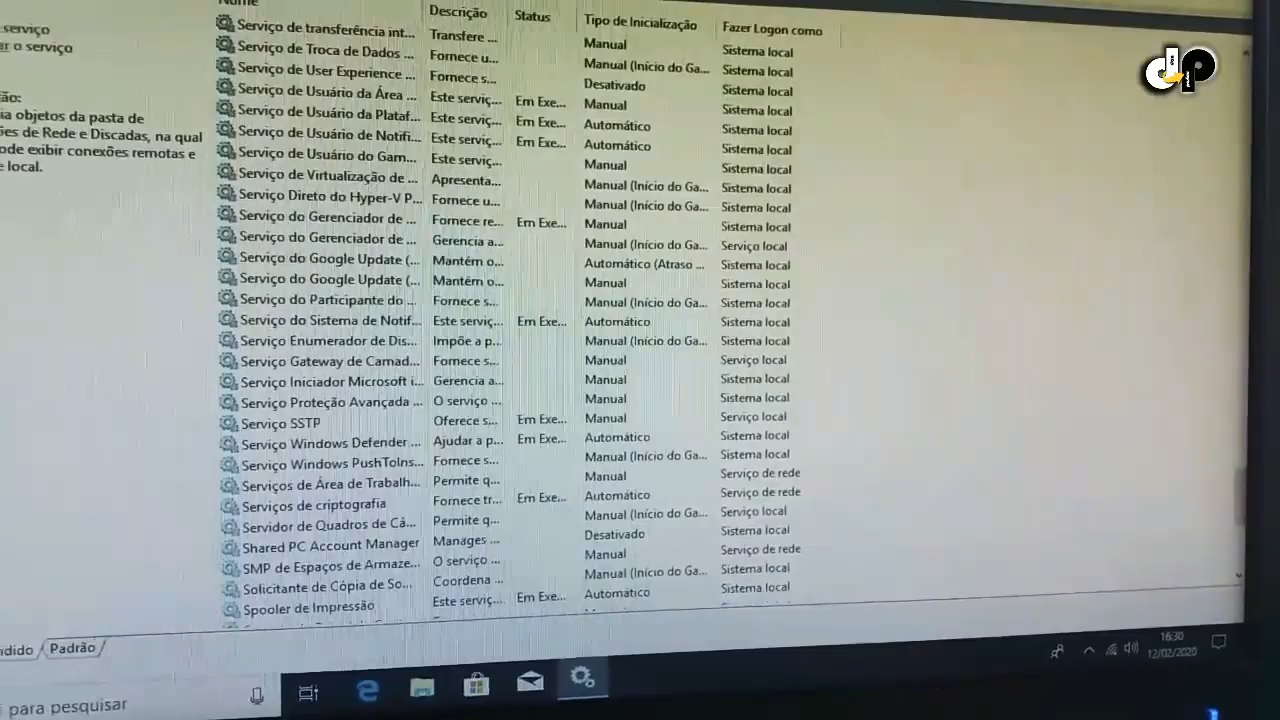 Nome Descrição Status Tipo de Inicialização Fazer Logon como
serviço
ar o serviço
ão:
ia objetos da pasta de
ões de Rede e Discadas, na qual
ode exibir conexões remotas e
e local.
Serviço de transferência int... Transfere ... Manual Sistema local
Serviço de Troca de Dados ... Fornece u... Manual (Início do Ga... Sistema local
Serviço de User Experience ... Fornece s... Desativado Sistema local
Serviço de Usuário da Área ... Este serviç... Em Exe... Manual Sistema local
Serviço de Usuário da Plataf... Este serviç... Em Exe... Automático Sistema local
Serviço de Usuário de Notifi... Este serviç... Em Exe... Automático Sistema local
Serviço de Usuário do Gam... Este serviç... Manual Sistema local
Serviço de Virtualização de ... Apresenta... Manual (Início do Ga... Sistema local
Serviço Direto do Hyper-V P... Fornece u... Manual (Início do Ga... Sistema local
Serviço do Gerenciador de ... Fornece re... Em Exe... Manual Sistema local
Serviço do Gerenciador de ... Gerencia a... Manual (Início do Ga... Serviço local
Serviço do Google Update (... Mantém o... Automático (Atraso ... Sistema local
Serviço do Google Update (... Mantém o... Manual Sistema local
Serviço do Participante do ... Fornece s... Manual (Início do Ga... Sistema local
Serviço do Sistema de Notif... Este serviç... Em Exe... Automático Sistema local
Serviço Enumerador de Dis... Impõe a p... Manual (Início do Ga... Sistema local
Serviço Gateway de Camad... Fornece s... Manual Serviço local
Serviço Iniciador Microsoft i... Gerencia a... Manual Sistema local
Serviço Proteção Avançada ... O serviço ... Manual Sistema local
Serviço SSTP Oferece s... Em Exe... Manual Serviço local
Serviço Windows Defender ... Ajudar a p... Em Exe... Automático Sistema local
Serviço Windows PushToIns... Fornece s... Manual (Início do Ga... Sistema local
Serviços de Área de Trabalh... Permite q... Manual Serviço de rede
Serviços de criptografia Fornece tr... Em Exe... Automático Serviço de rede
Servidor de Quadros de Câ... Permite q... Manual (Início do Ga... Serviço local
Shared PC Account Manager Manages ... Desativado Sistema local
SMP de Espaços de Armaze... O serviço ... Manual Serviço de rede
Solicitante de Cópia de So... Coordena ... Manual (Início do Ga... Sistema local
Spooler de Impressão Este serviç... Em Exe... Automático Sistema local
dido Padrão
para pesquisar
16:30
12/02/2020
dp